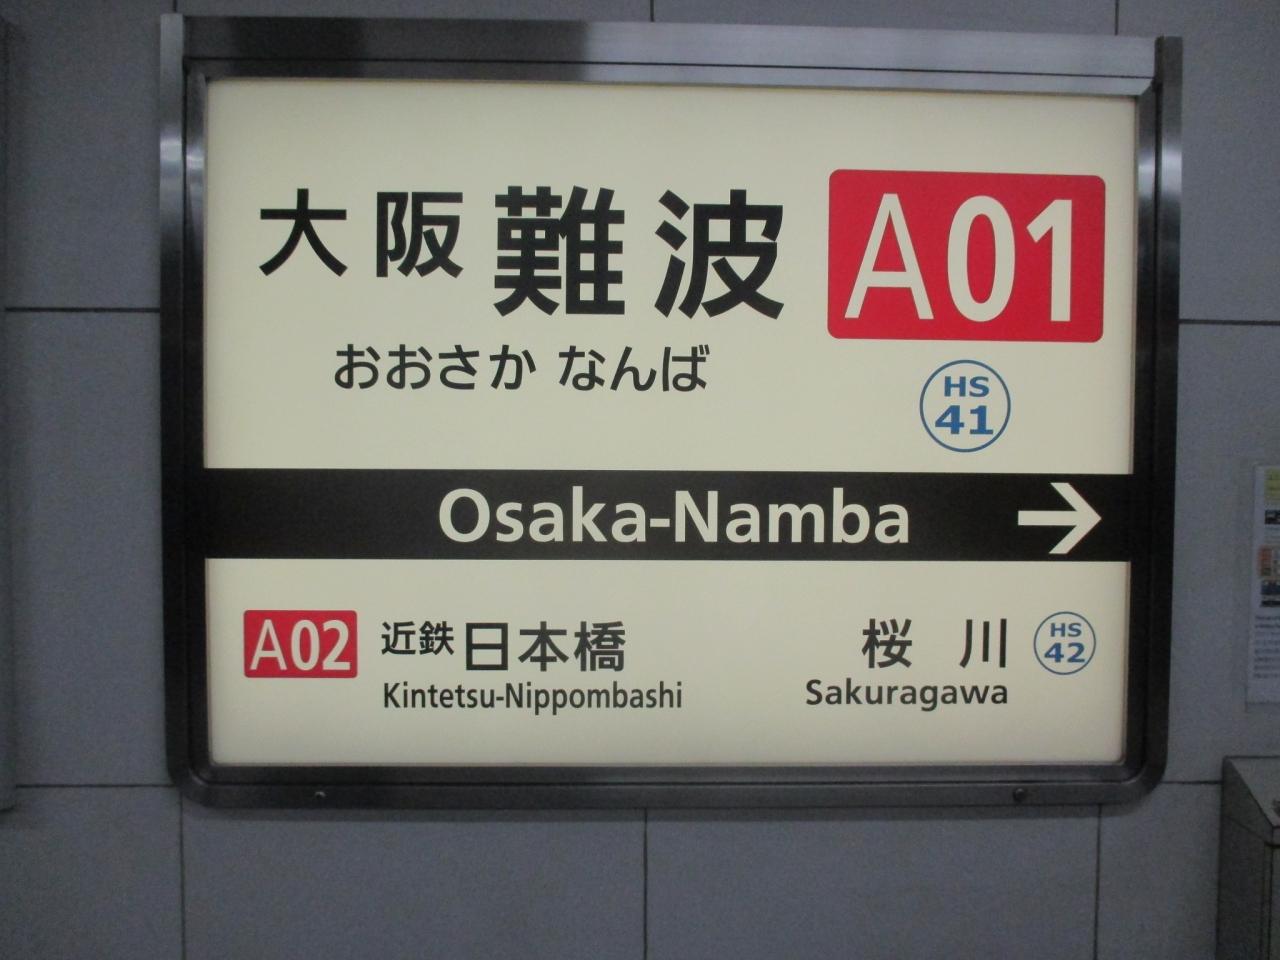 大阪難波 A01
おおさか なんば
HS
41
Osaka-Namba →
A02 近鉄日本橋 桜川 HS 42
Kintetsu-Nippombashi Sakuragawa